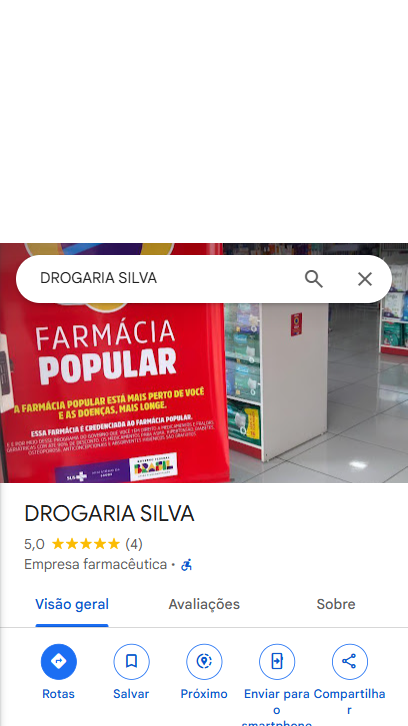 DROGARIA SILVA
FARMÁCIA
POPULAR
A FARMÁCIA POPULAR ESTÁ MAIS PERTO DE VOCÊ
E AS DOENÇAS, MAIS LONGE.
ESSA FARMÁCIA É CREDENCIADA AO FARMÁCIA POPULAR.
SUS
BRASIL
DROGARIA SILVA
5,0 (4)
Empresa farmacêutica ·
Visão geral Avaliações Sobre
Rotas Salvar Próximo Enviar para o smartphone Compartilhar